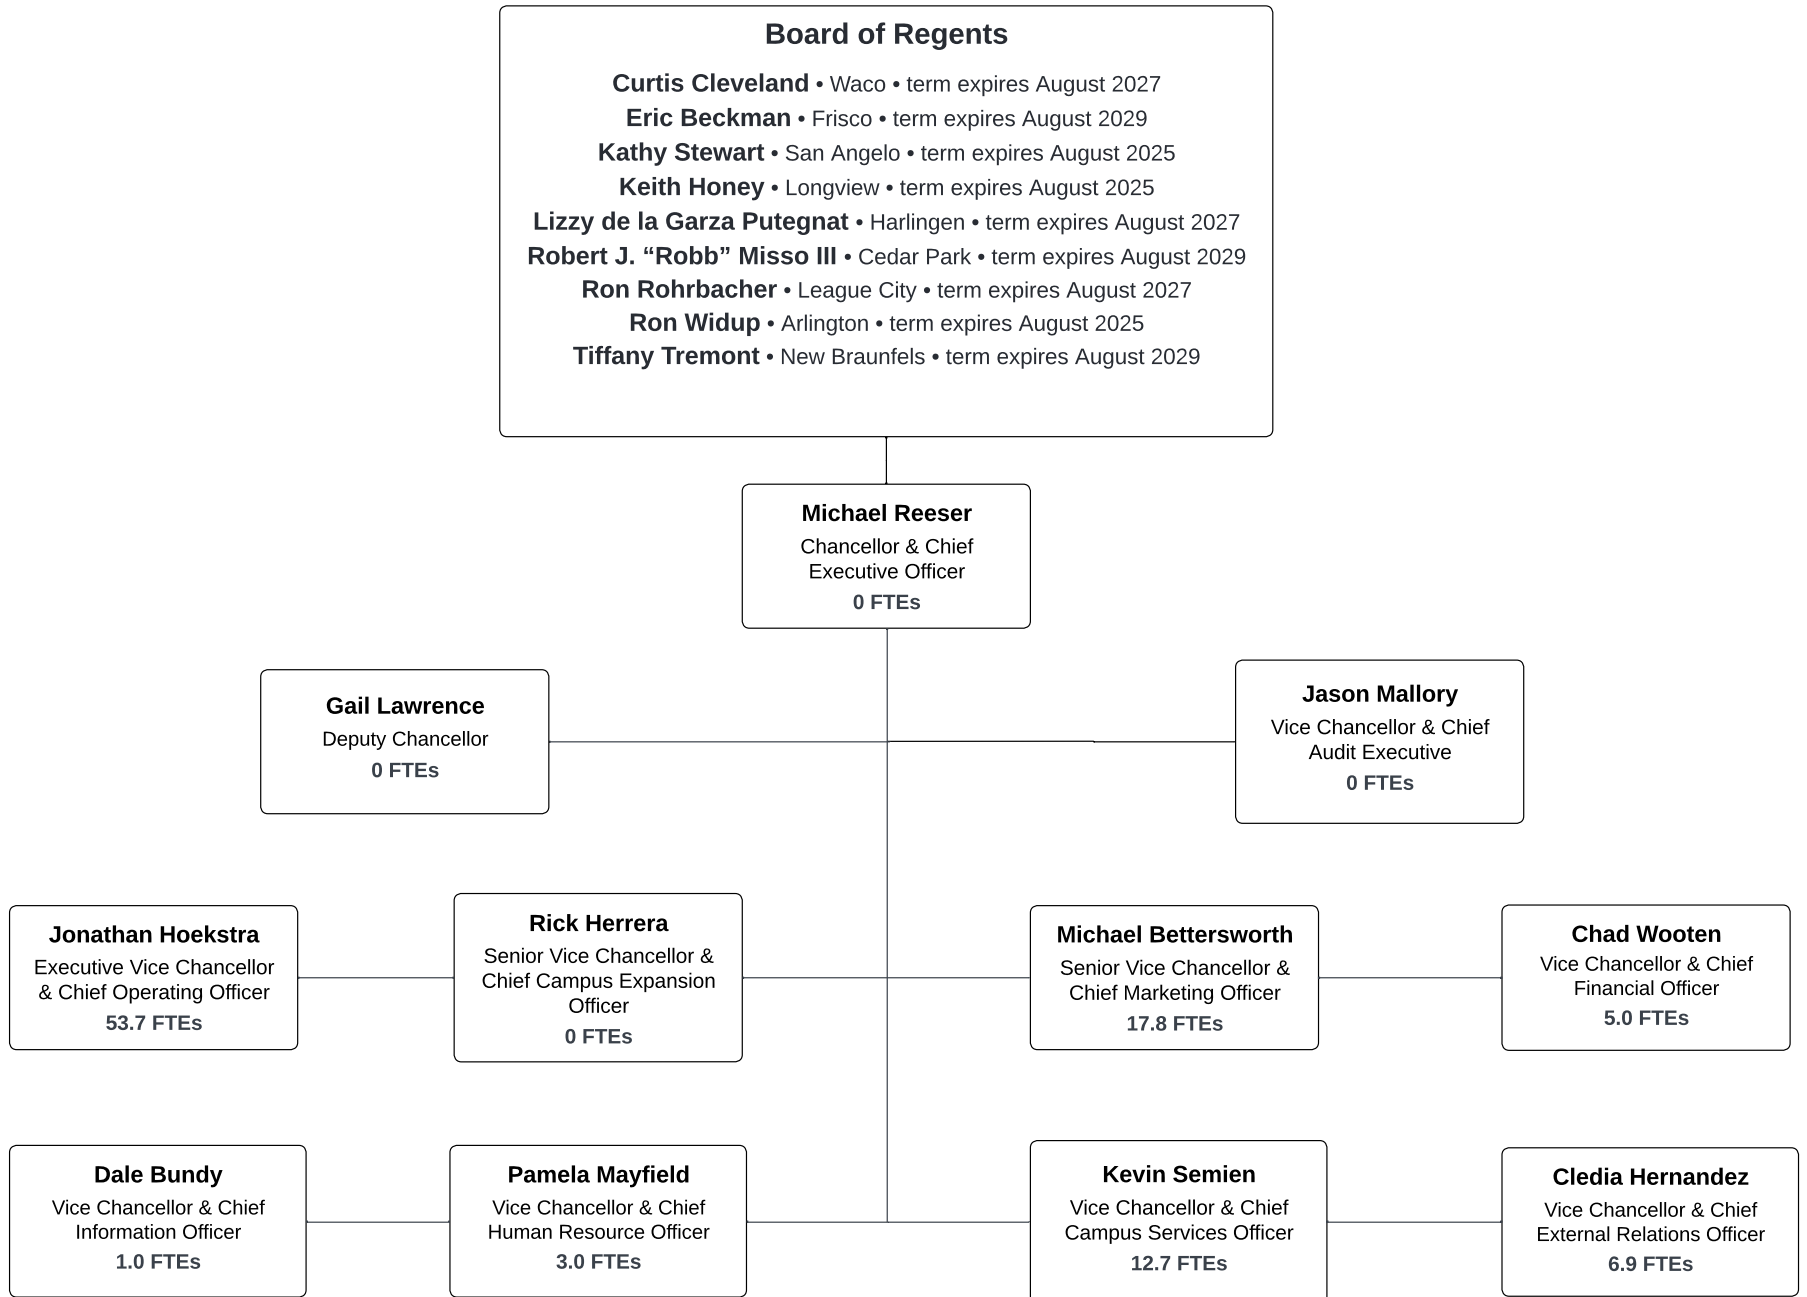 Board of Regents
Curtis Cleveland • Waco • term expires August 2027
Eric Beckman • Frisco • term expires August 2029
Kathy Stewart • San Angelo • term expires August 2025
Keith Honey • Longview • term expires August 2025
Lizzy de la Garza Putegnat • Harlingen • term expires August 2027
Robert J. “Robb” Misso III • Cedar Park • term expires August 2029
Ron Rohrbacher • League City • term expires August 2027
Ron Widup • Arlington • term expires August 2025
Tiffany Tremont • New Braunfels • term expires August 2029
Michael Reeser
Chancellor & Chief
Executive Officer
0 FTEs
Gail Lawrence
Deputy Chancellor
0 FTEs
Jason Mallory
Vice Chancellor & Chief
Audit Executive
0 FTEs
Jonathan Hoekstra
Executive Vice Chancellor
& Chief Operating Officer
53.7 FTEs
Rick Herrera
Senior Vice Chancellor &
Chief Campus Expansion
Officer
0 FTEs
Michael Bettersworth
Senior Vice Chancellor &
Chief Marketing Officer
17.8 FTEs
Chad Wooten
Vice Chancellor & Chief
Financial Officer
5.0 FTEs
Dale Bundy
Vice Chancellor & Chief
Information Officer
1.0 FTEs
Pamela Mayfield
Vice Chancellor & Chief
Human Resource Officer
3.0 FTEs
Kevin Semien
Vice Chancellor & Chief
Campus Services Officer
12.7 FTEs
Cledia Hernandez
Vice Chancellor & Chief
External Relations Officer
6.9 FTEs